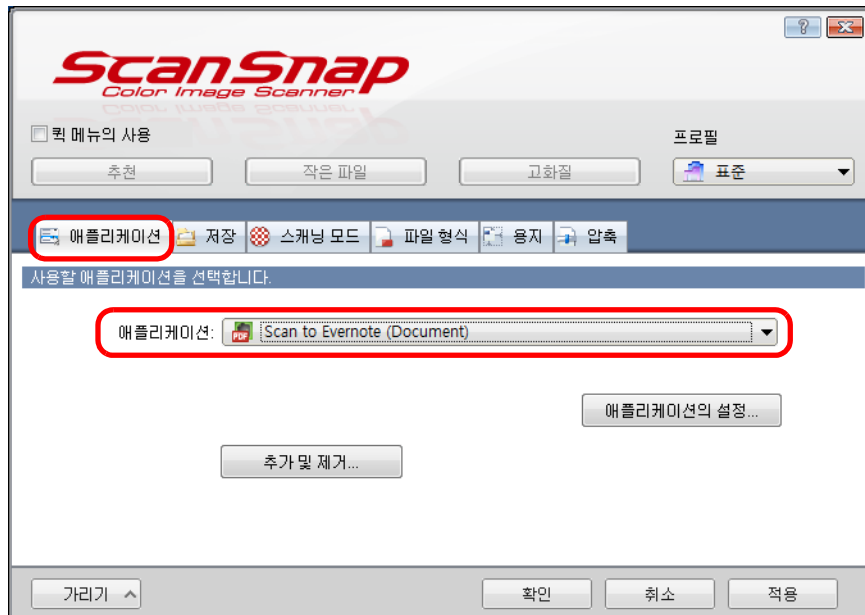 ScanSnap
Color Image Scanner
퀵 메뉴의 사용
프로필
추천 작은 파일 고화질 표준
애플리케이션 저장 스캐닝 모드 파일 형식 용지 압축
사용할 애플리케이션을 선택합니다.
애플리케이션: Scan to Evernote (Document)
애플리케이션의 설정...
추가 및 제거...
가리기 확인 취소 적용